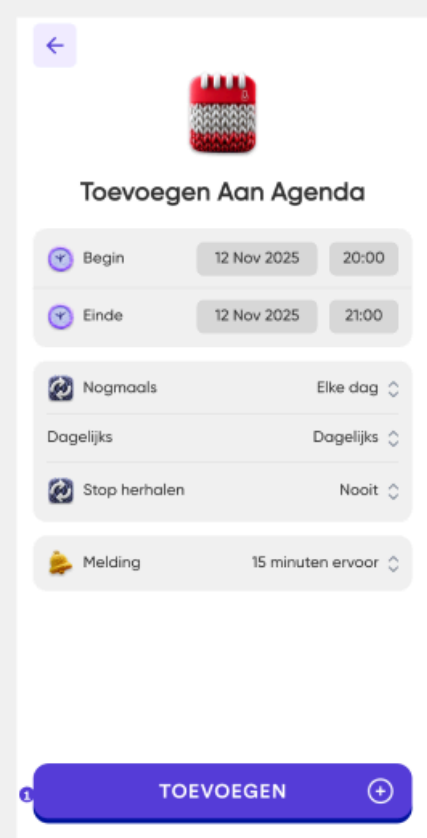 Toevoegen Aan Agenda
Begin 12 Nov 2025 20:00
Einde 12 Nov 2025 21:00
Nogmaals Elke dag
Dagelijks Dagelijks
Stop herhalen Nooit
Melding 15 minuten ervoor
1 TOEVOEGEN